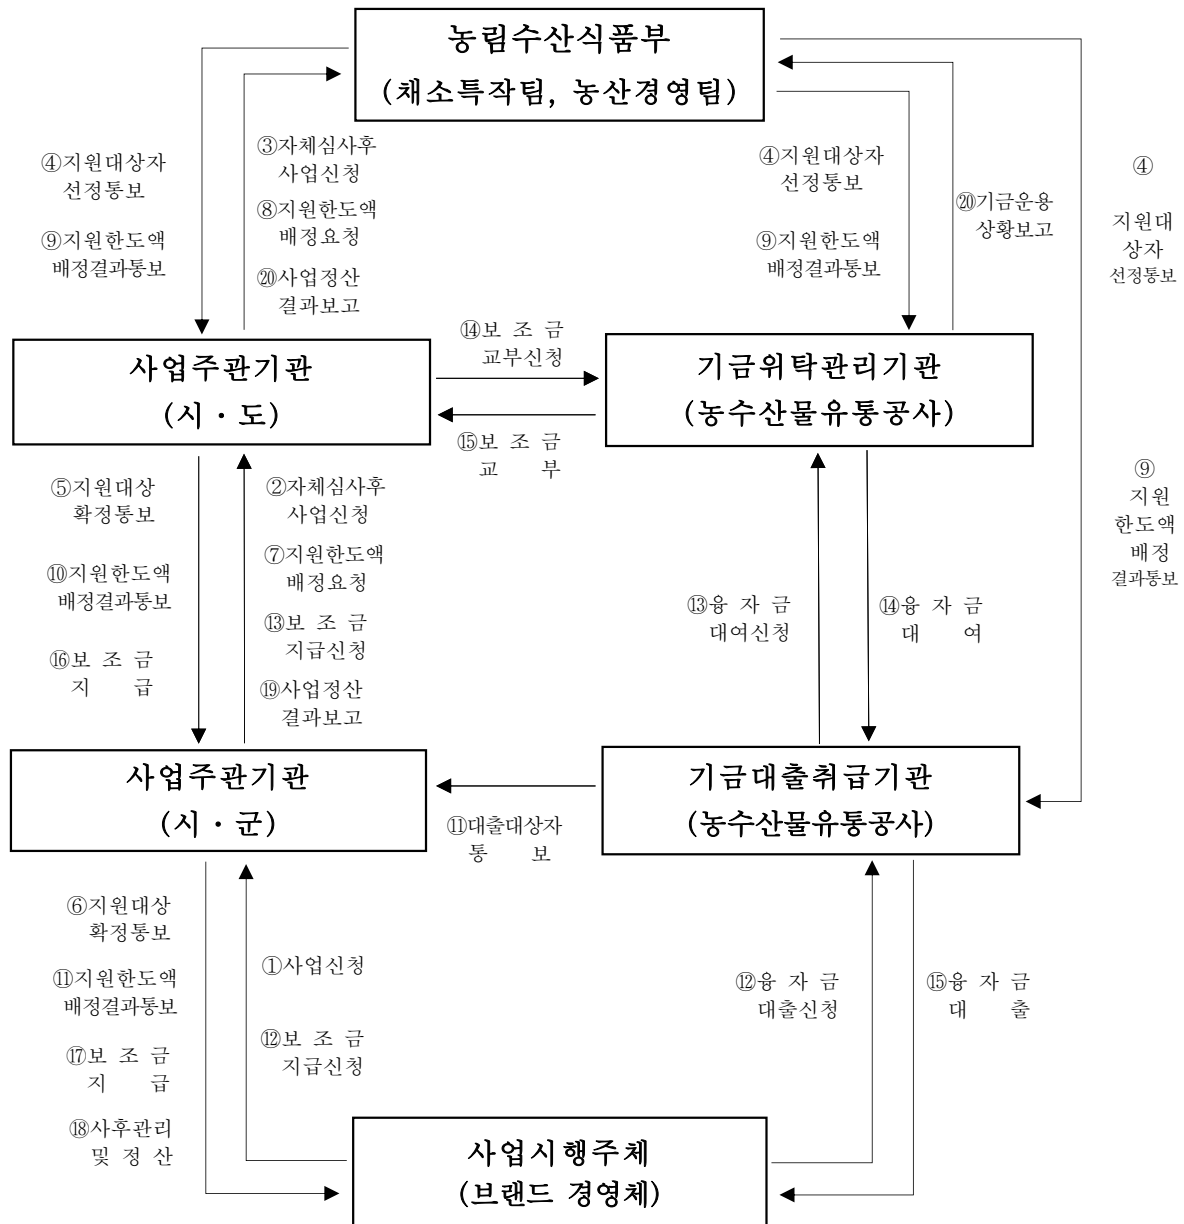 농림수산식품부
(채소특작팀, 농산경영팀)
④지원대상자
선정통보
⑨지원한도액
배정결과통보
③자체심사후
사업신청
⑧지원한도액
배정요청
⑳사업정산
결과보고
④지원대상자
선정통보
⑨지원한도액
배정결과통보
⑳기금운용
상황보고
④
지원대
상자
선정통보
사업주관기관
(시·도)
⑭보 조 금
교부신청
⑮보 조 금
교 부
기금위탁관리기관
(농수산물유통공사)
⑤지원대상
확정통보
⑩지원한도액
배정결과통보
⑯보 조 금
지 급
②자체심사후
사업신청
⑦지원한도액
배정요청
⑬보 조 금
지급신청
⑲사업정산
결과보고
⑬융 자 금
대여신청
⑭융 자 금
대 여
⑨
지원
한도액
배정
결과통보
사업주관기관
(시·군)
⑪대출대상자
통 보
기금대출취급기관
(농수산물유통공사)
⑥지원대상
확정통보
⑪지원한도액
배정결과통보
⑰보 조 금
지 급
⑱사후관리
및 정 산
①사업신청
⑫보 조 금
지급신청
⑫융 자 금
대출신청
⑮융 자 금
대 출
사업시행주체
(브랜드 경영체)